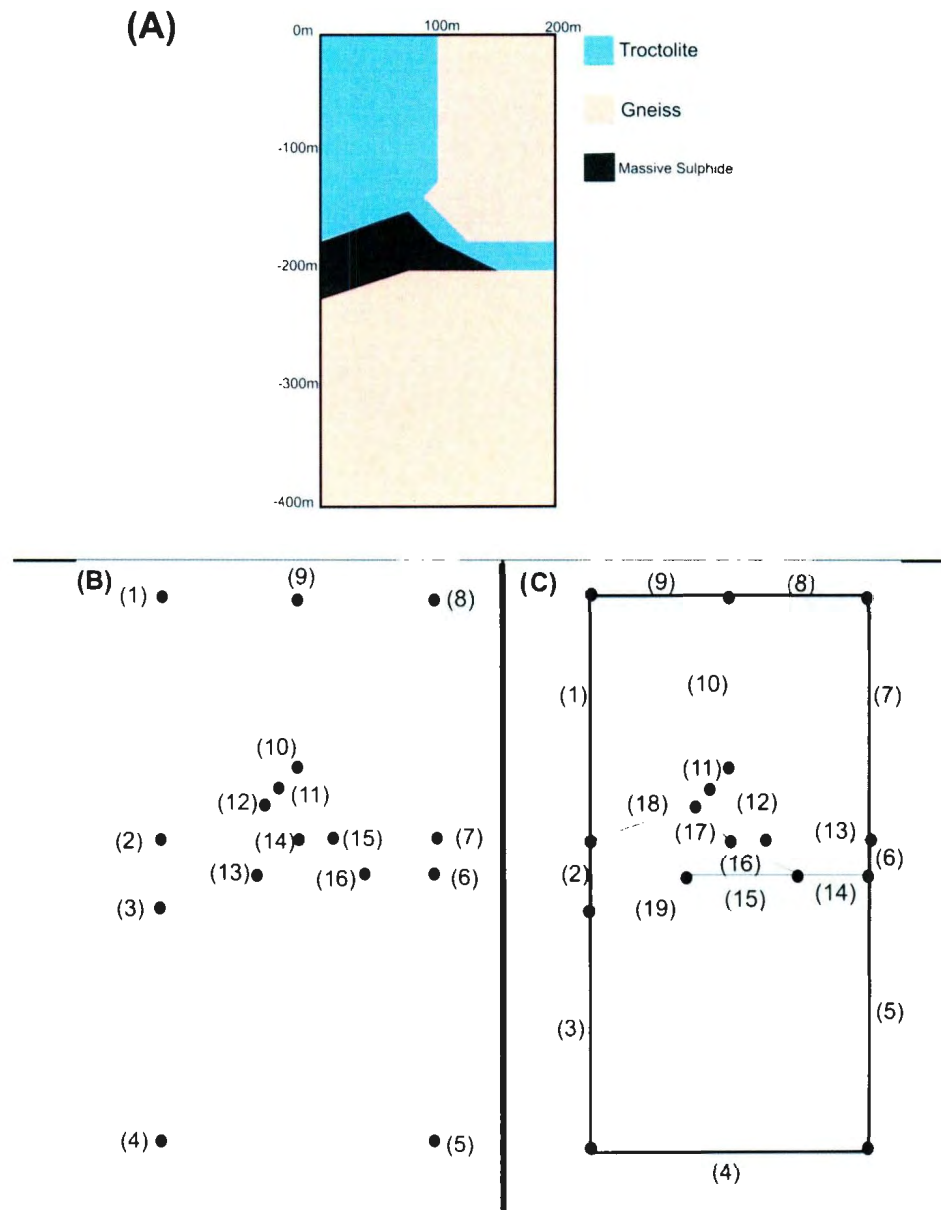 (A)
0m 100m 200m
Troctolite
Gneiss
-100m
Massive Sulphide
-200m
-300m
-400m
(B)
(1) (9) (8)
(10)
(12) (11)
(2) (14) (15) (7)
(13) (16) (6)
(3)
(4) (5)
(C)
(9) (8)
(1) (10) (7)
(11)
(18) (12)
(17) (13)
(2) (16) (6)
(19) (15) (14)
(3) (5)
(4)